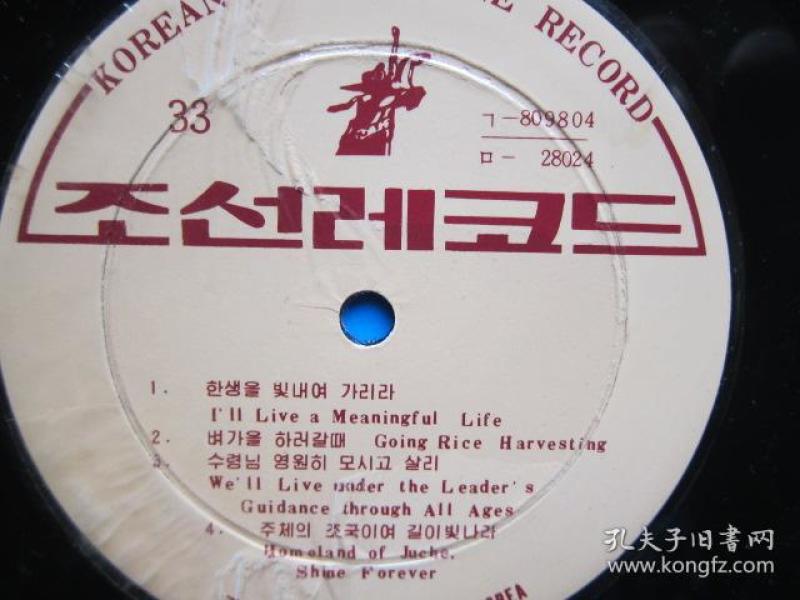 KOREAN
RECORD
33
ㄱ-809804
ㅁ- 28024
조선레코드
1. 한생을 빛내여 가리라
I'll Live a Meaningful Life
2. 벼가을 하러갈때 Going Rice Harvesting
3. 수령님 영원히 모시고 살리
We'll Live under the Leader's
Guidance through All Ages
4. 주체의 조국이여 길이빛나라
Homeland of Juche,
Shine Forever
孔夫子旧书网
www.kongfz.com